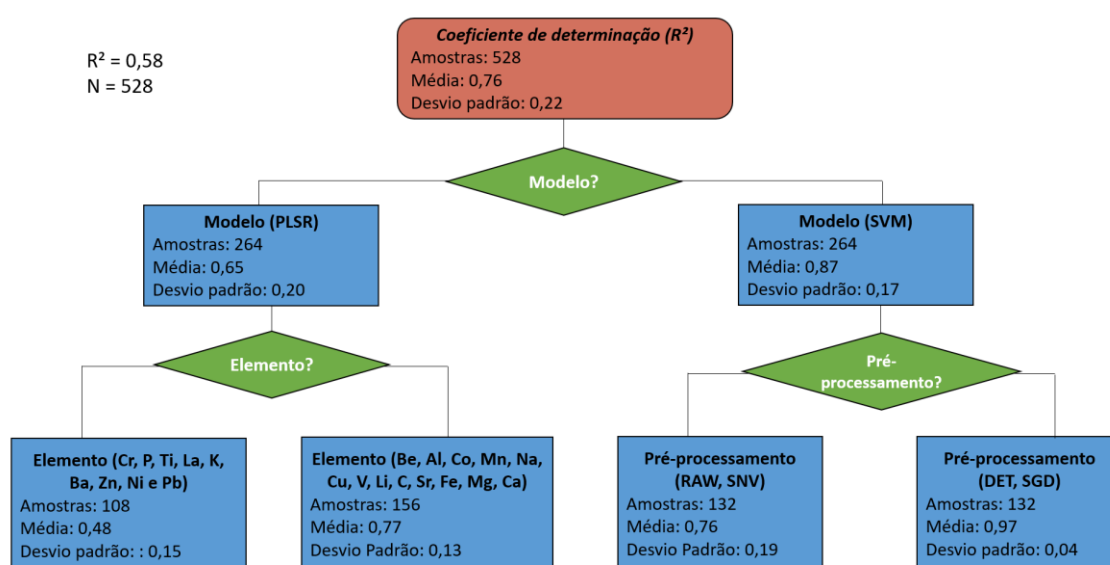 R² = 0,58
N = 528
Coeficiente de determinação (R²)
Amostras: 528
Média: 0,76
Desvio padrão: 0,22
Modelo?
Modelo (PLSR)
Amostras: 264
Média: 0,65
Desvio padrão: 0,20
Modelo (SVM)
Amostras: 264
Média: 0,87
Desvio padrão: 0,17
Elemento?
Pré-
processamento?
Elemento (Cr, P, Ti, La, K,
Ba, Zn, Ni e Pb)
Amostras: 108
Média: 0,48
Desvio padrão: : 0,15
Elemento (Be, Al, Co, Mn, Na,
Cu, V, Li, C, Sr, Fe, Mg, Ca)
Amostras: 156
Média: 0,77
Desvio Padrão: 0,13
Pré-processamento
(RAW, SNV)
Amostras: 132
Média: 0,76
Desvio Padrão: 0,19
Pré-processamento
(DET, SGD)
Amostras: 132
Média: 0,97
Desvio padrão: 0,04